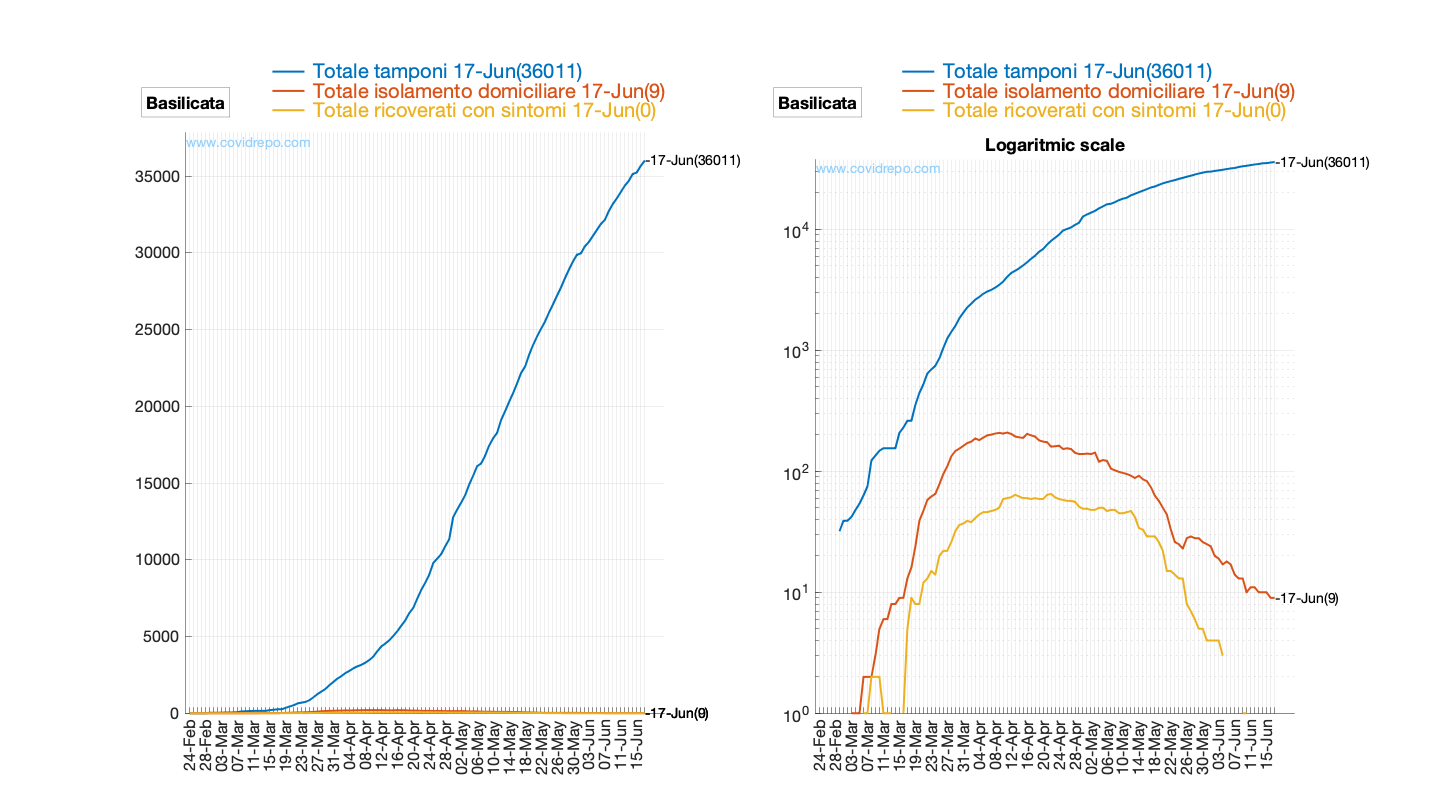 Basilicata
Totale tamponi 17-Jun(36011)
Totale isolamento domiciliare 17-Jun(9)
Totale ricoverati con sintomi 17-Jun(0)
www.covidrepo.com
-17-Jun(36011)
35000
30000
25000
20000
15000
10000
5000
0
24-Feb
28-Feb
03-Mar
07-Mar
11-Mar
15-Mar
19-Mar
23-Mar
27-Mar
31-Mar
04-Apr
08-Apr
12-Apr
16-Apr
20-Apr
24-Apr
28-Apr
02-May
06-May
10-May
14-May
18-May
22-May
26-May
30-May
03-Jun
07-Jun
11-Jun
15-Jun
Basilicata
Totale tamponi 17-Jun(36011)
Totale isolamento domiciliare 17-Jun(9)
Totale ricoverati con sintomi 17-Jun(0)
Logaritmic scale
www.covidrepo.com
-17-Jun(36011)
10⁴
10³
10²
10¹
10⁰
-17-Jun(9)
24-Feb
28-Feb
03-Mar
07-Mar
11-Mar
15-Mar
19-Mar
23-Mar
27-Mar
31-Mar
04-Apr
08-Apr
12-Apr
16-Apr
20-Apr
24-Apr
28-Apr
02-May
06-May
10-May
14-May
18-May
22-May
26-May
30-May
03-Jun
07-Jun
11-Jun
15-Jun